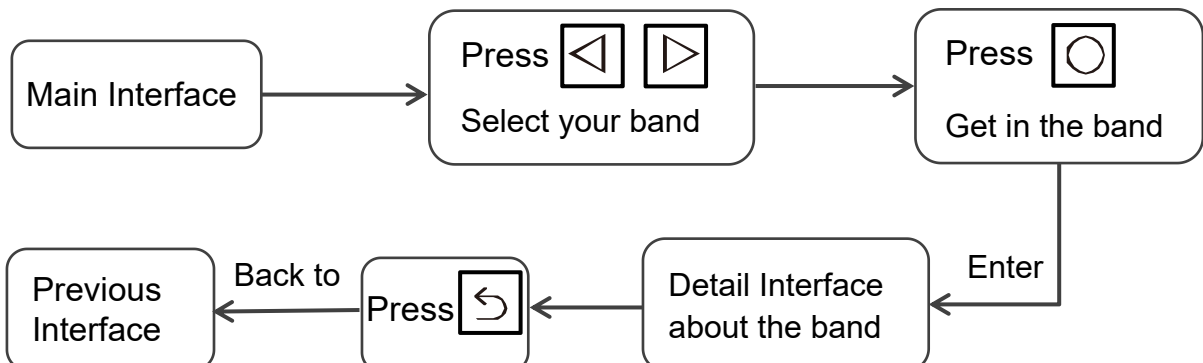 Main Interface
Press
Select your band
Press
Get in the band
Enter
Detail Interface
about the band
Press
Back to
Previous
Interface